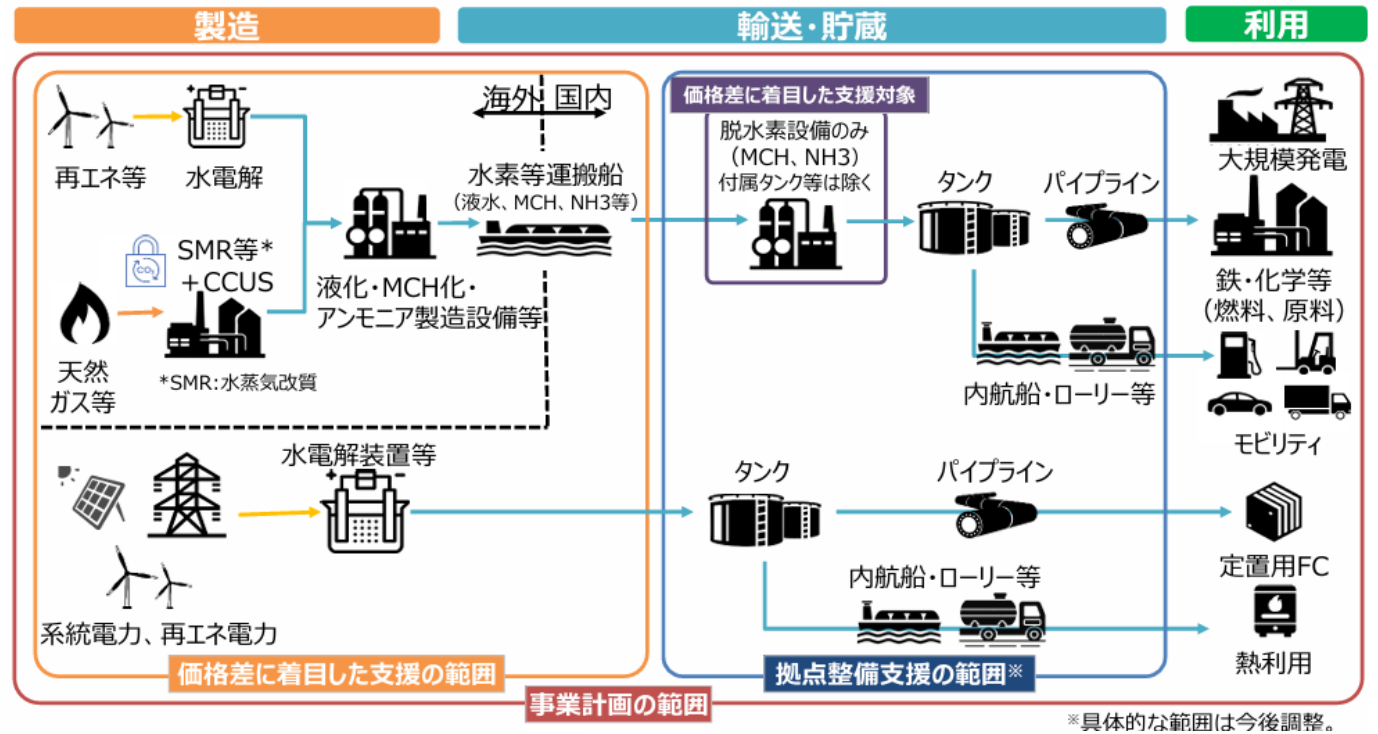 製造
輸送・貯蔵
利用
海外
国内
価格差に着目した支援対象
脱水素設備のみ
(MCH、NH3)
付属タンク等は除く
再エネ等
水電解
水素等運搬船
(液水、MCH、NH3等)
タンク
パイプライン
大規模発電
CO2
SMR等*
+CCUS
液化・MCH化・
アンモニア製造設備等
鉄・化学等
(燃料、原料)
天然
ガス等
*SMR:水蒸気改質
内航船・ローリー等
モビリティ
水電解装置等
タンク
パイプライン
定置用FC
内航船・ローリー等
系統電力、再エネ電力
熱利用
価格差に着目した支援の範囲
拠点整備支援の範囲※
事業計画の範囲
※具体的な範囲は今後調整。